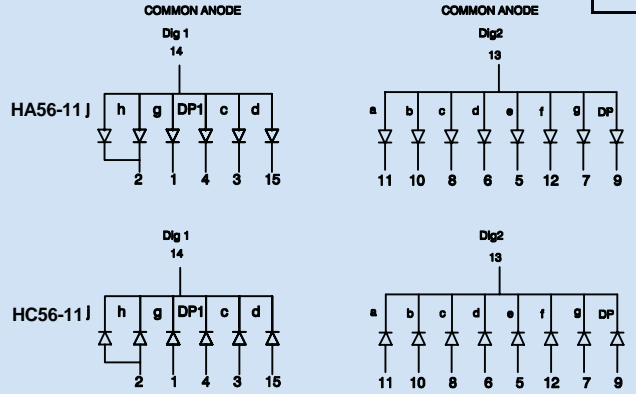 COMMON ANODE COMMON ANODE
Dig 1 Dig2
14 13
HA56-11 j h g DP1 c d a b c d e f g DP
2 1 4 3 15 11 10 8 6 5 12 7 9
Dig 1 Dig2
14 13
HC56-11 j h g DP1 c d a b c d e f g DP
2 1 4 3 15 11 10 8 6 5 12 7 9